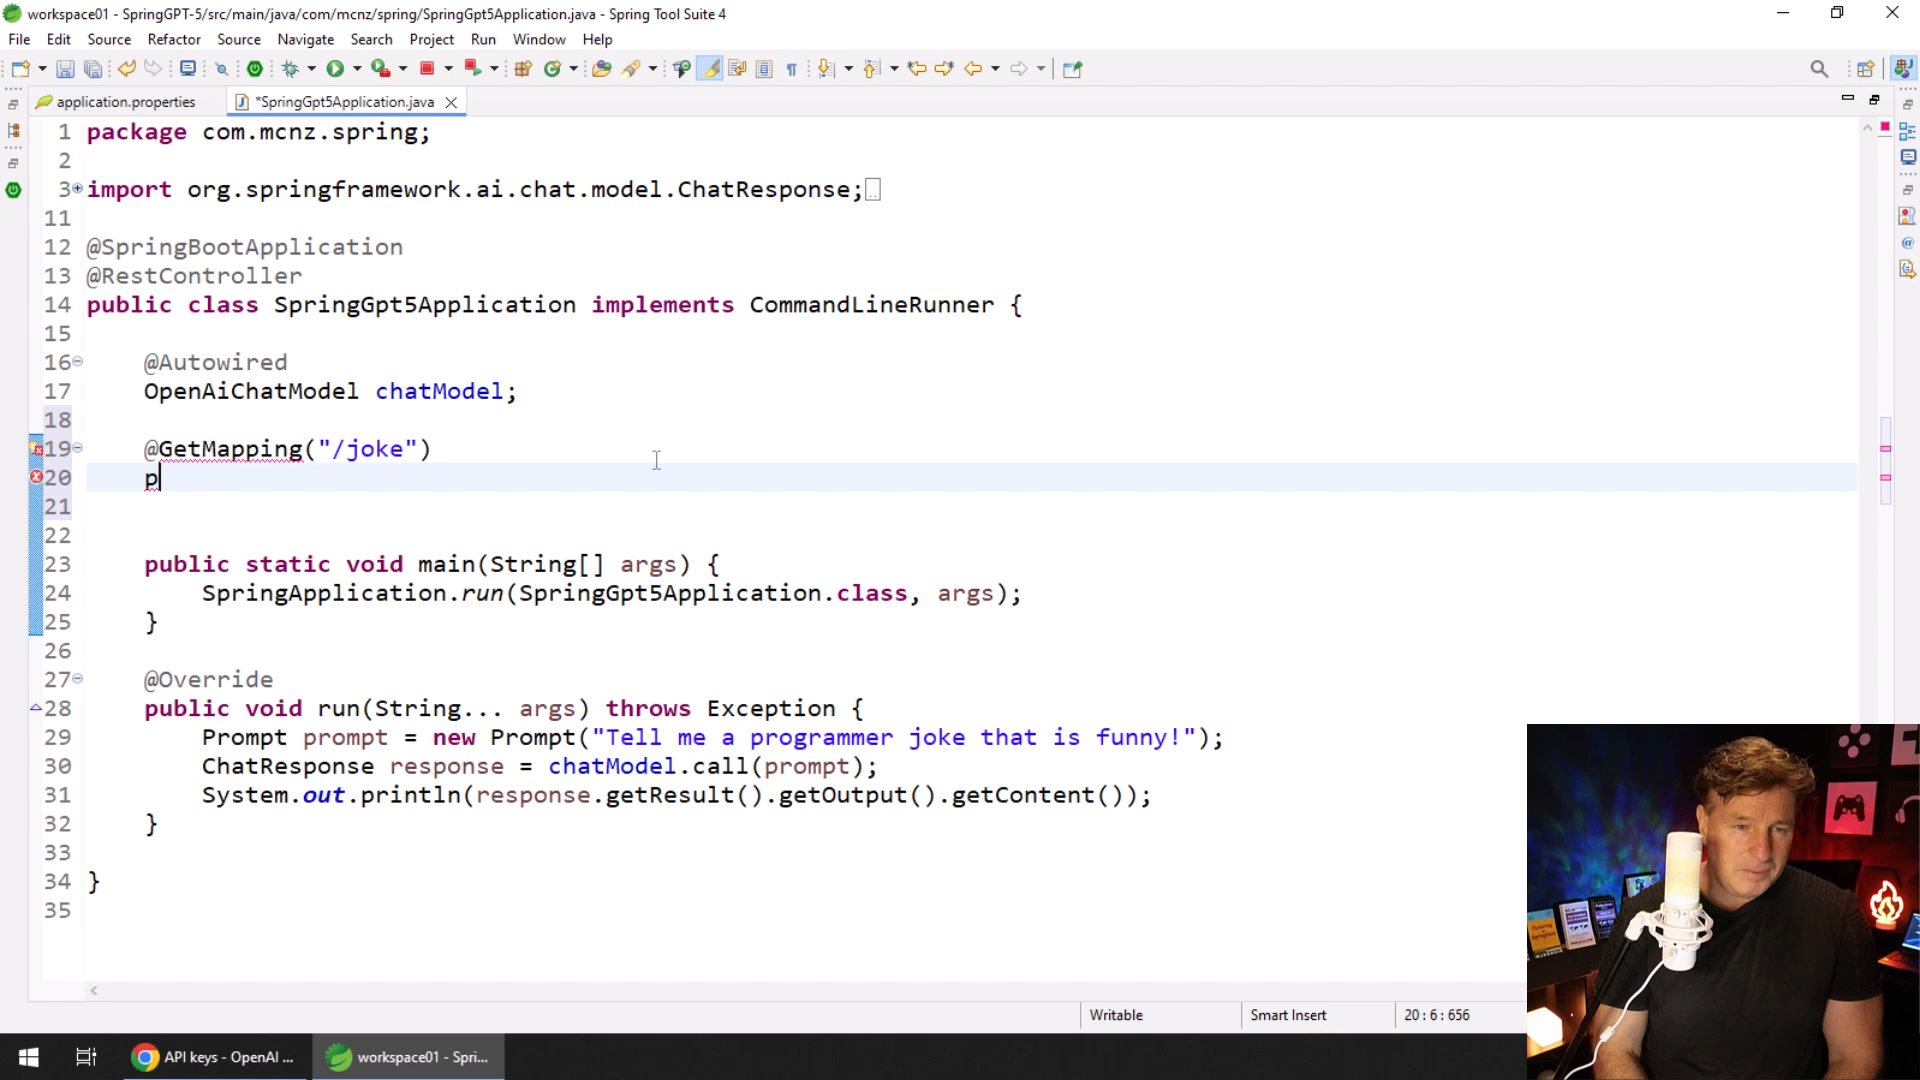 workspace01 - SpringGPT-5/src/main/java/com/mcnz/spring/SpringGpt5Application.java - Spring Tool Suite 4
File Edit Source Refactor Source Navigate Search Project Run Window Help
application.properties *SpringGpt5Application.java
1 package com.mcnz.spring;
2
3 import org.springframework.ai.chat.model.ChatResponse;
11
12 @SpringBootApplication
13 @RestController
14 public class SpringGpt5Application implements CommandLineRunner {
15
16 @Autowired
17 OpenAiChatModel chatModel;
18
19 @GetMapping("/joke")
20 p
21
22
23 public static void main(String[] args) {
24 SpringApplication.run(SpringGpt5Application.class, args);
25 }
26
27 @Override
28 public void run(String... args) throws Exception {
29 Prompt prompt = new Prompt("Tell me a programmer joke that is funny!");
30 ChatResponse response = chatModel.call(prompt);
31 System.out.println(response.getResult().getOutput().getContent());
32 }
33
34 }
35
Writable Smart Insert 20 : 6 : 656
API keys - OpenAI ... workspace01 - Spri...